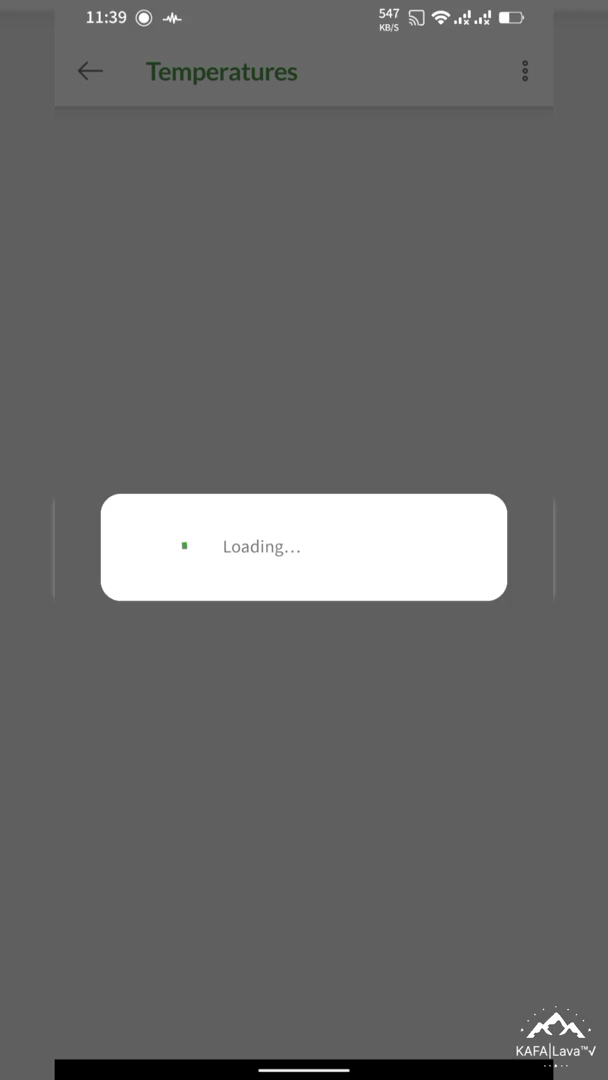 11:39
547
KB/S
Temperatures
Loading...
KAFA|Lava™√